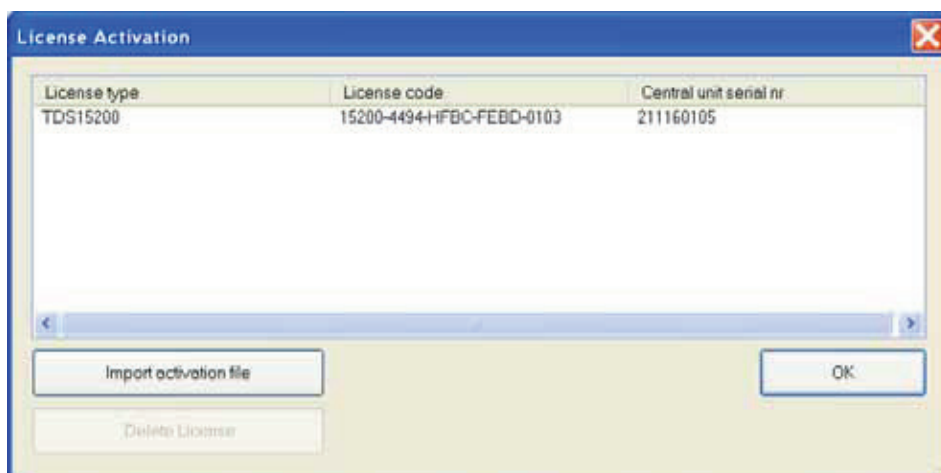 License Activation
License type License code Central unit serial nr
TDS15200 15200-4494-HFBC-FEBD-0103 211160105
Import activation file OK
Delete License